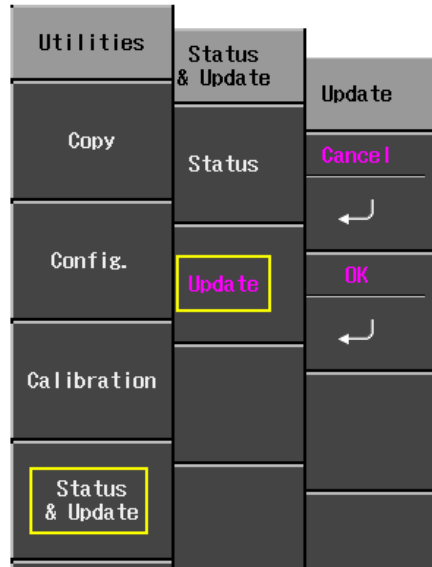 Utilities
Copy
Config.
Calibration
Status
& Update
Status
& Update
Status
Update
Update
Cancel
OK